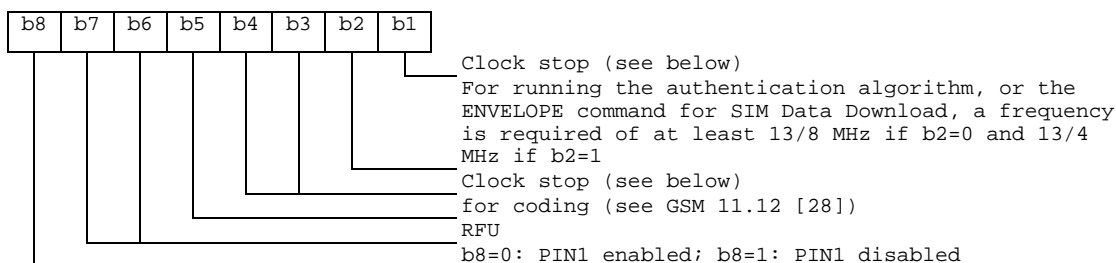 b8 b7 b6 b5 b4 b3 b2 b1
Clock stop (see below)
For running the authentication algorithm, or the
ENVELOPE command for SIM Data Download, a frequency
is required of at least 13/8 MHz if b2=0 and 13/4
MHz if b2=1
Clock stop (see below)
for coding (see GSM 11.12 [28])
RFU
b8=0: PIN1 enabled; b8=1: PIN1 disabled